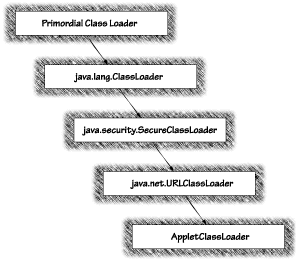 Primordial Class Loader
java.lang.ClassLoader
java.security.SecureClassLoader
java.net.URLClassLoader
AppletClassLoader